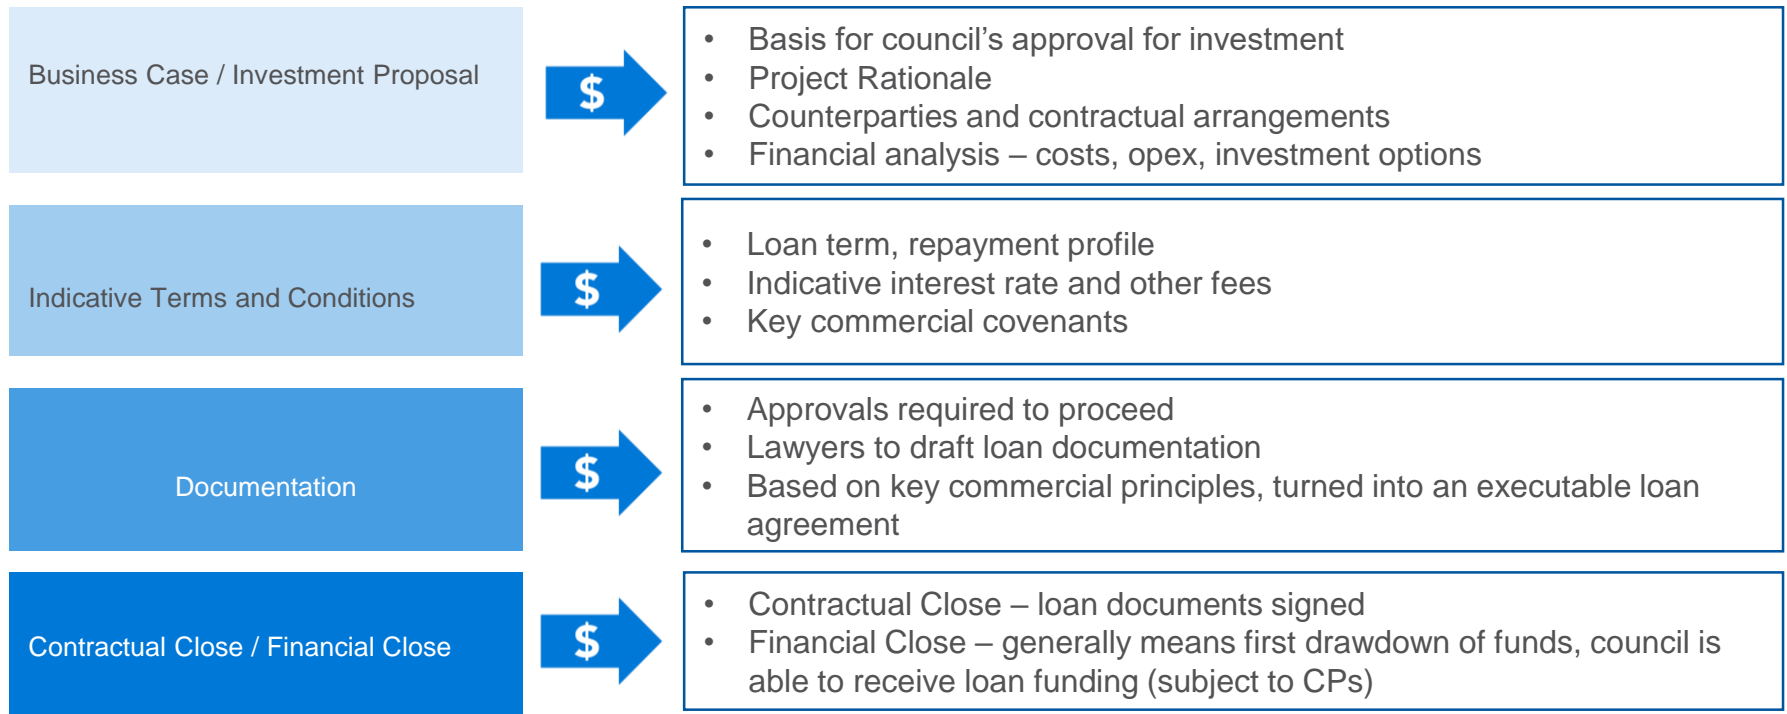 Business Case / Investment Proposal
$
• Basis for council’s approval for investment
• Project Rationale
• Counterparties and contractual arrangements
• Financial analysis – costs, opex, investment options
Indicative Terms and Conditions
$
• Loan term, repayment profile
• Indicative interest rate and other fees
• Key commercial covenants
Documentation
$
• Approvals required to proceed
• Lawyers to draft loan documentation
• Based on key commercial principles, turned into an executable loan
agreement
Contractual Close / Financial Close
$
• Contractual Close – loan documents signed
• Financial Close – generally means first drawdown of funds, council is
able to receive loan funding (subject to CPs)